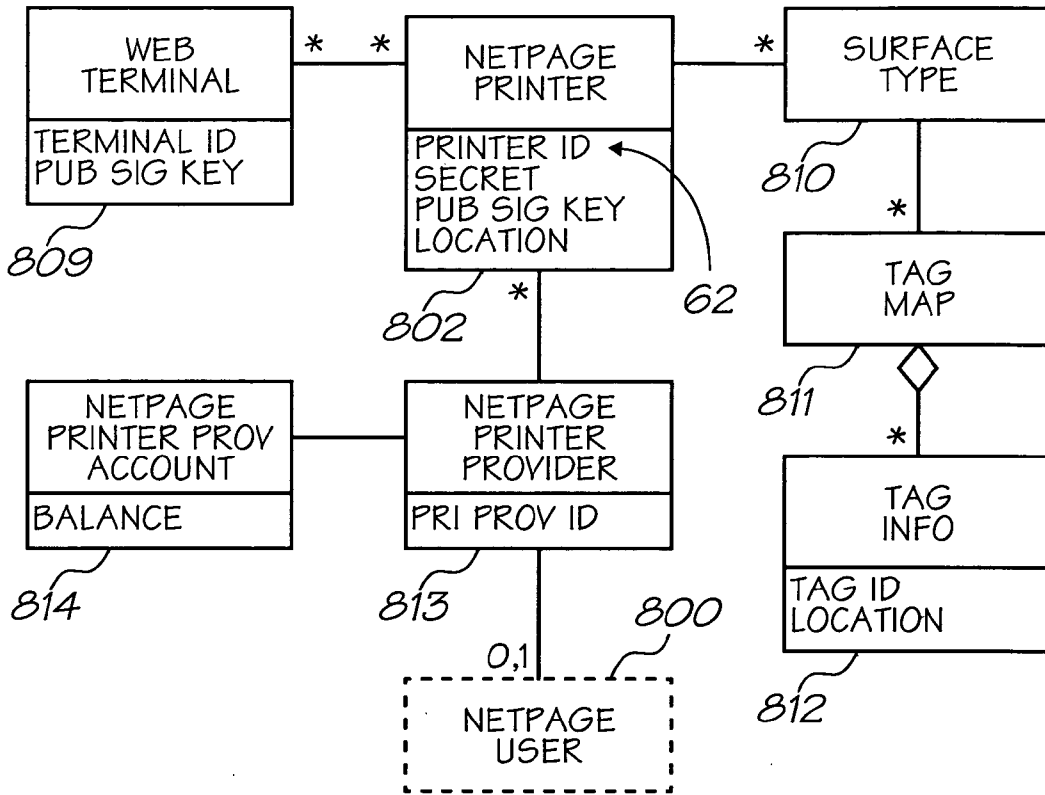 WEB
TERMINAL
TERMINAL ID
PUB SIG KEY
809
* *
NETPAGE
PRINTER
PRINTER ID
SECRET
PUB SIG KEY
LOCATION
802
62
*
*
SURFACE
TYPE
810
*
TAG
MAP
811
*
TAG
INFO
TAG ID
LOCATION
812
NETPAGE
PRINTER PROV
ACCOUNT
BALANCE
814
NETPAGE
PRINTER
PROVIDER
PRI PROV ID
813
0,1
800
NETPAGE
USER